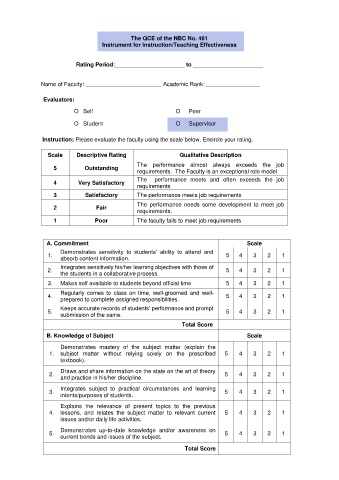 The QCE of the NBC No. 461
Instrument for Instruction/Teaching Effectiveness
Rating Period:______________________to ______________________
Name of Faculty: ________________________ Academic Rank: _________________
Evaluators:
O Self O Peer
O Student O Supervisor
Instruction: Please evaluate the faculty using the scale below. Encircle your rating.
Scale Descriptive Rating Qualitative Description
5 Outstanding The performance almost always exceeds the job
requirements. The Faculty is an exceptional role model
4 Very Satisfactory The performance meets and often exceeds the job
requirements
3 Satisfactory The performance meets job requirements
2 Fair The performance needs some development to meet job
requirements.
1 Poor The faculty fails to meet job requirements
A. Commitment Scale
1. Demonstrates sensitivity to students' ability to attend and
absorb content information. 5 4 3 2 1
2. Integrates sensitively his/her learning objectives with those of
the students in a collaborative process. 5 4 3 2 1
3. Makes self available to students beyond official time 5 4 3 2 1
4. Regularly comes to class on time, well-groomed and well-
prepared to complete assigned responsibilities. 5 4 3 2 1
5. Keeps accurate records of students' performance and prompt
submission of the same. 5 4 3 2 1
Total Score
B. Knowledge of Subject Scale
1. Demonstrates mastery of the subject matter (explain the
subject matter without relying solely on the prescribed
textbook). 5 4 3 2 1
2. Draws and share information on the state on the art of theory
and practice in his/her discipline. 5 4 3 2 1
3. Integrates subject to practical circumstances and learning
intents/purposes of students. 5 4 3 2 1
4. Explains the relevance of present topics to the previous
lessons, and relates the subject matter to relevant current
issues and/or daily life activities. 5 4 3 2 1
5. Demonstrates up-to-date knowledge and/or awareness on
current trends and issues of the subject. 5 4 3 2 1
Total Score